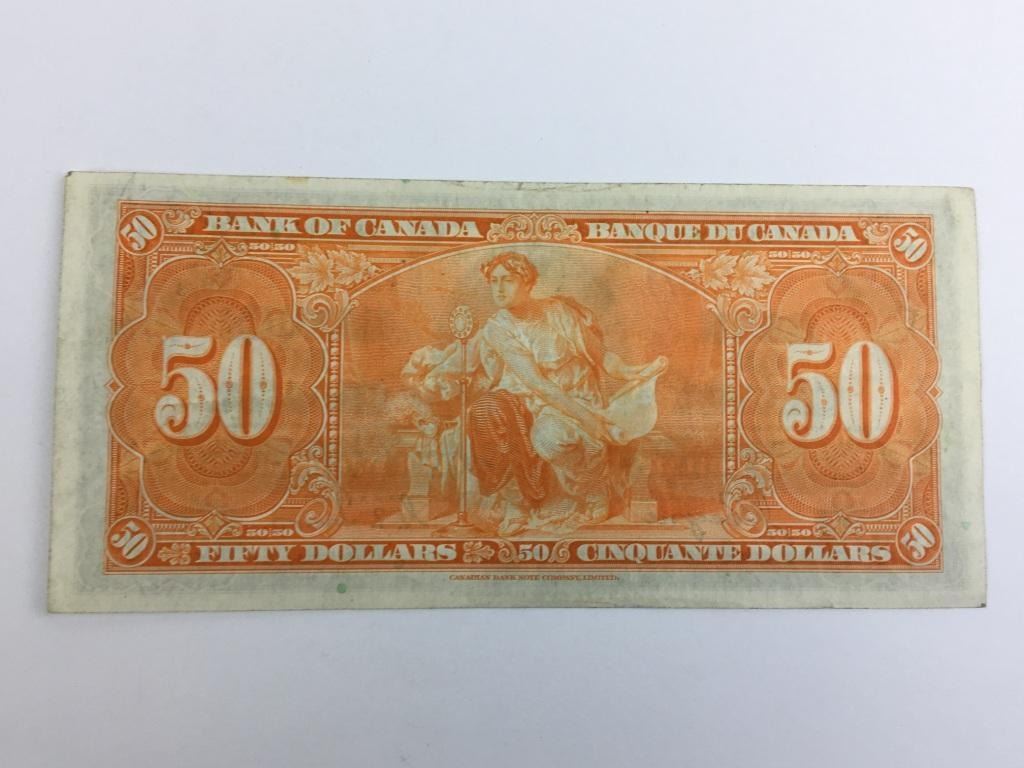 50 BANK OF CANADA BANQUE DU CANADA 50
50|50 50|50
50 50
50|50 50|50
50 FIFTY DOLLARS 50 CINQUANTE DOLLARS 50
CANADIAN BANK NOTE COMPANY, LIMITED.